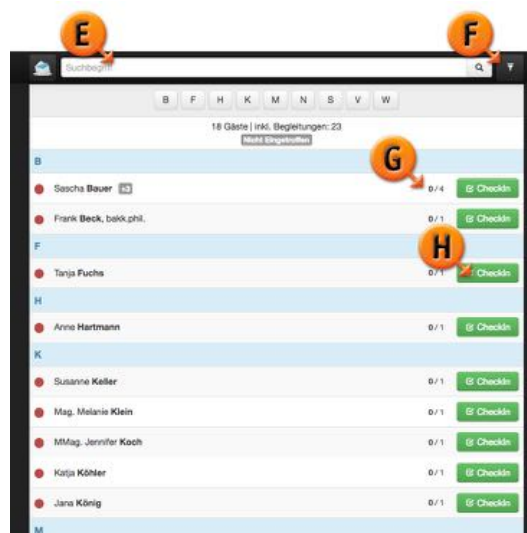 E
F
Suchbegriff
B F H K M N S V W
18 Gäste | inkl. Begleitungen: 23
Nicht Eingetroffen
G
B
Sascha Bauer +3 0/4 CheckIn
Frank Beck, bakk.phil. 0/1 CheckIn
H
F
Tanja Fuchs 0/1 CheckIn
H
Anne Hartmann 0/1 CheckIn
K
Susanne Keller 0/1 CheckIn
Mag. Melanie Klein 0/1 CheckIn
MMag. Jennifer Koch 0/1 CheckIn
Katja Köhler 0/1 CheckIn
Jana König 0/1 CheckIn
M